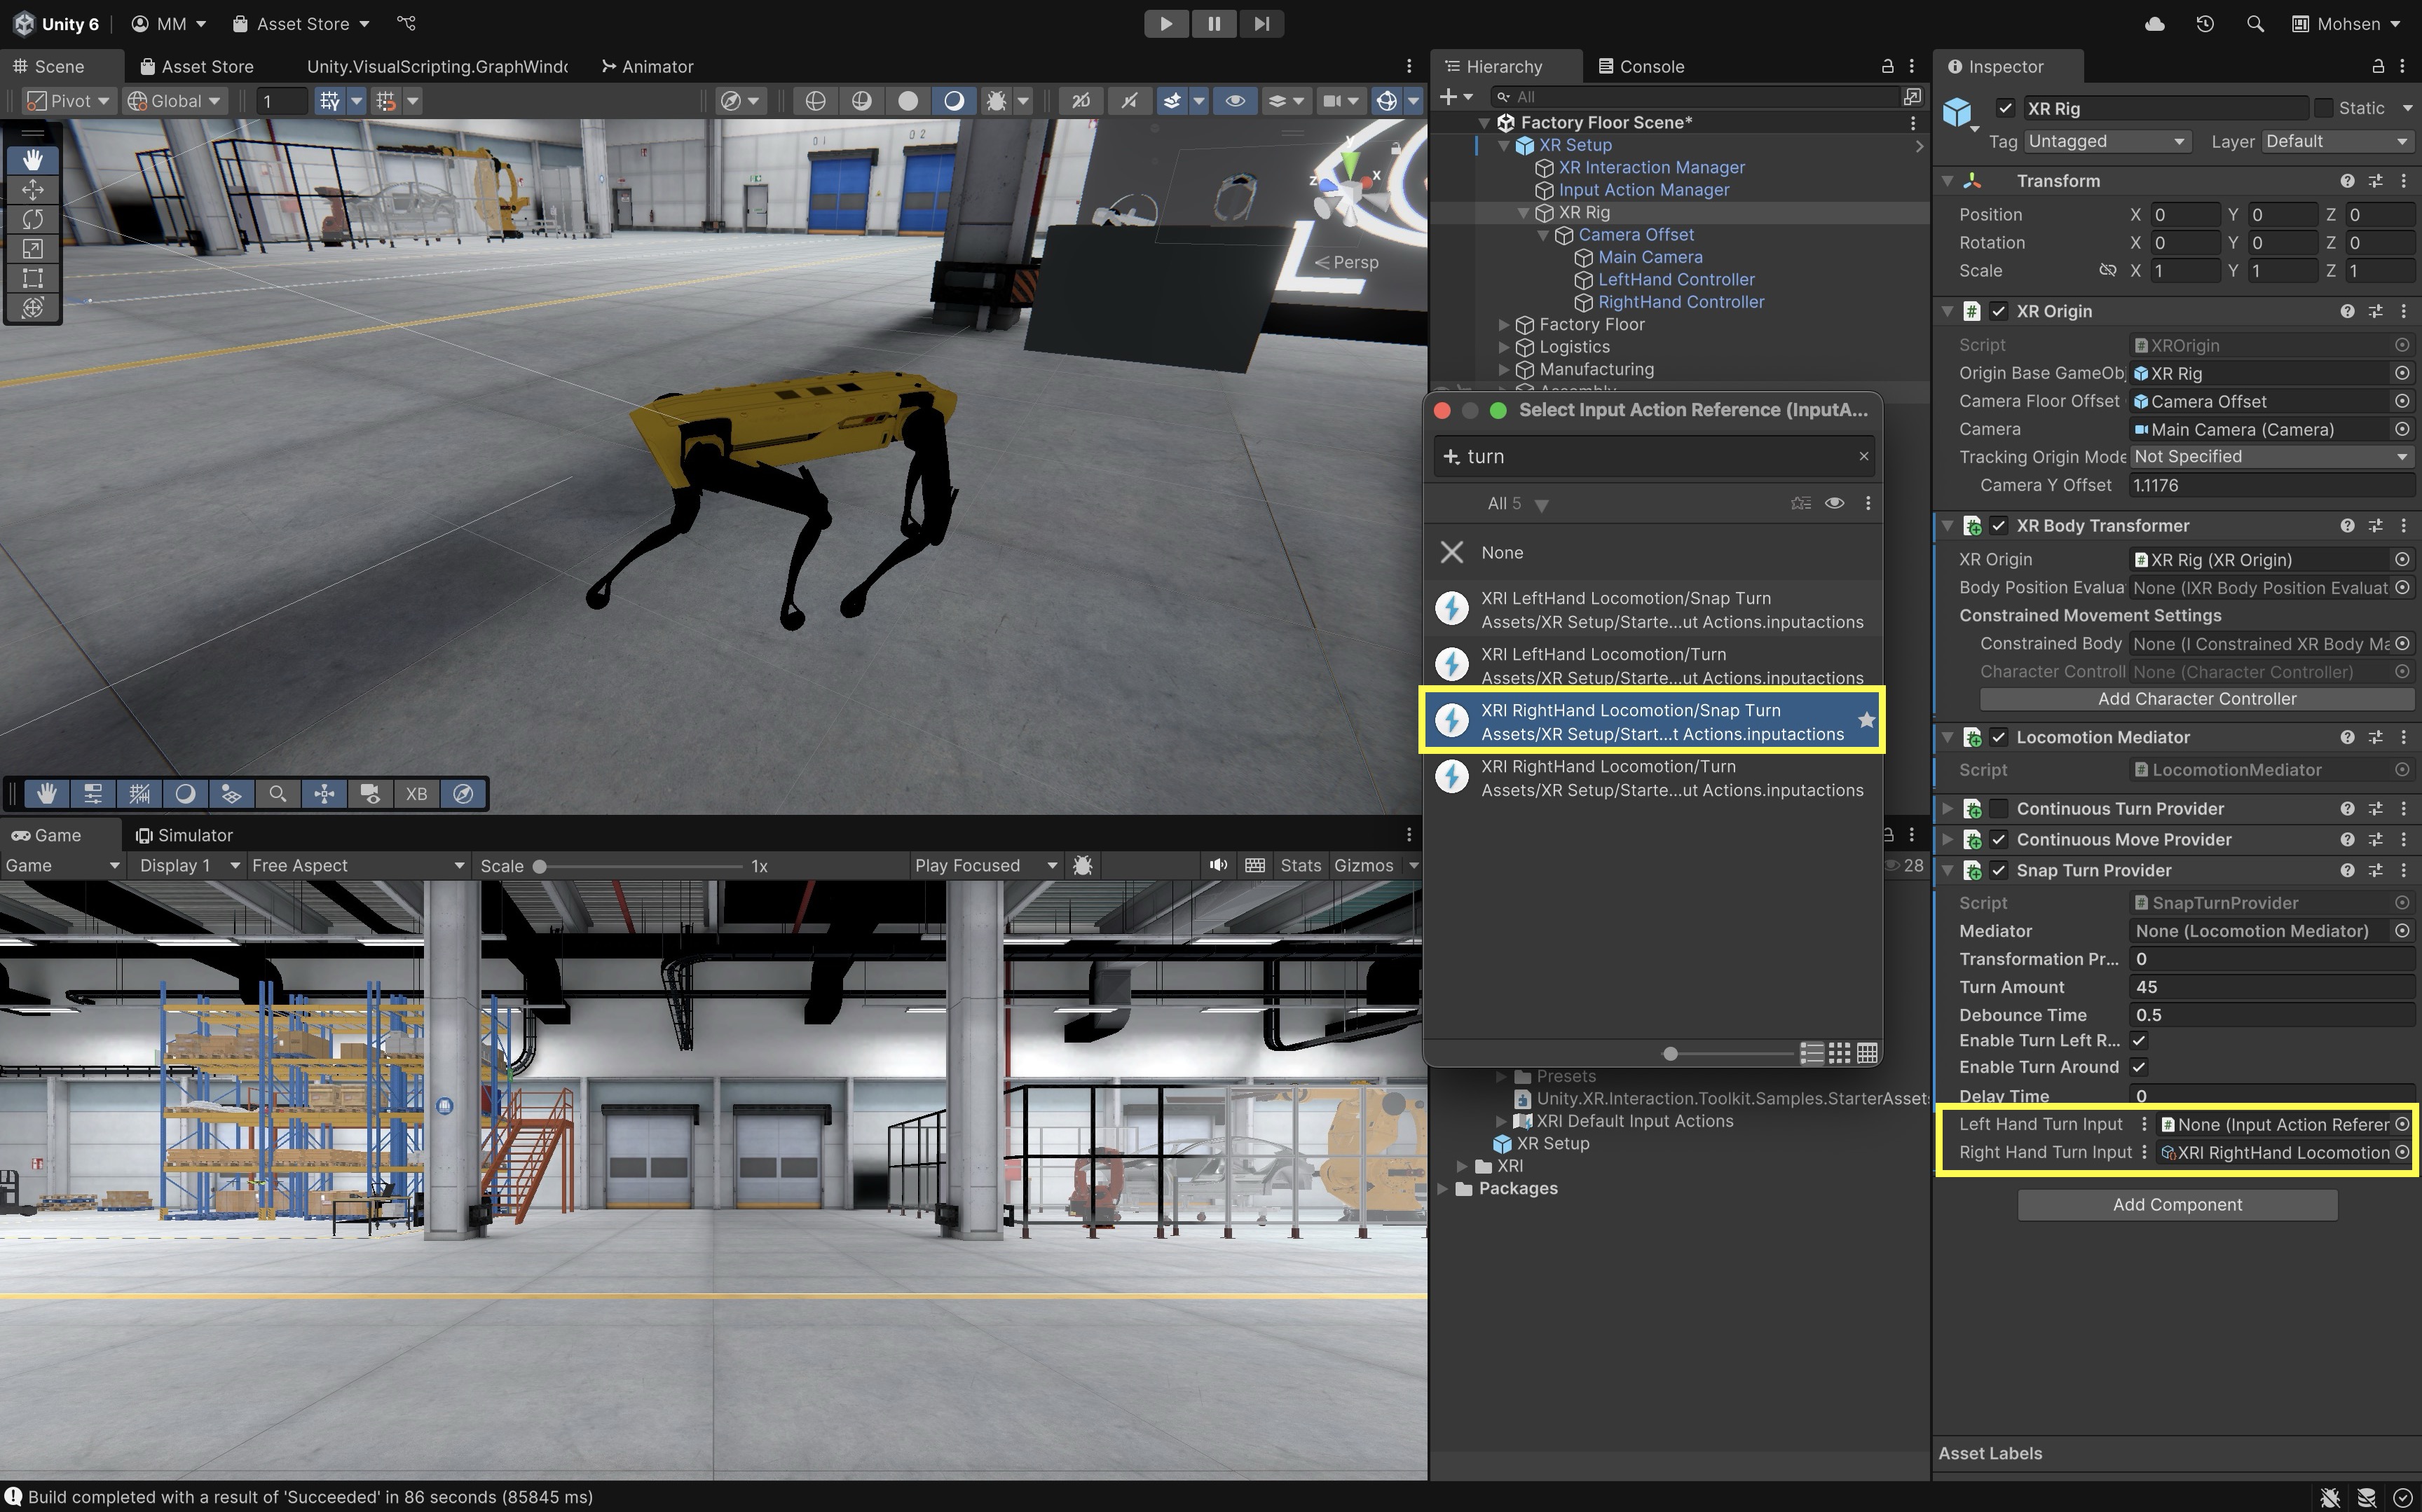 Unity 6 MM Asset Store Mohsen
Scene Asset Store Unity.VisualScripting.GraphWindo Animator
Pivot Global 1 2D
01 02
y x z
Persp
XB
Game Simulator
Game Display 1 Free Aspect Scale 1x Play Focused Stats Gizmos
Hierarchy Console
All
Factory Floor Scene*
XR Setup
XR Interaction Manager
Input Action Manager
XR Rig
Camera Offset
Main Camera
LeftHand Controller
RightHand Controller
Factory Floor
Logistics
Manufacturing
Assembly
Select Input Action Reference (InputA...
turn
All 5
None
XRI LeftHand Locomotion/Snap Turn
Assets/XR Setup/Starte...ut Actions.inputactions
XRI LeftHand Locomotion/Turn
Assets/XR Setup/Starte...ut Actions.inputactions
XRI RightHand Locomotion/Snap Turn
Assets/XR Setup/Start...t Actions.inputactions
XRI RightHand Locomotion/Turn
Assets/XR Setup/Starte...ut Actions.inputactions
28
Presets
Unity.XR.Interaction.Toolkit.Samples.StarterAsset
XRI Default Input Actions
XR Setup
XRI
Packages
Inspector
XR Rig Static
Tag Untagged Layer Default
Transform
Position X 0 Y 0 Z 0
Rotation X 0 Y 0 Z 0
Scale X 1 Y 1 Z 1
XR Origin
Script XROrigin
Origin Base GameObj XR Rig
Camera Floor Offset Camera Offset
Camera Main Camera (Camera)
Tracking Origin Mode Not Specified
Camera Y Offset 1.1176
XR Body Transformer
XR Origin XR Rig (XR Origin)
Body Position Evalua None (IXR Body Position Evaluat
Constrained Movement Settings
Constrained Body None (I Constrained XR Body Ma
Character Controll None (Character Controller)
Add Character Controller
Locomotion Mediator
Script LocomotionMediator
Continuous Turn Provider
Continuous Move Provider
Snap Turn Provider
Script SnapTurnProvider
Mediator None (Locomotion Mediator)
Transformation Pr... 0
Turn Amount 45
Debounce Time 0.5
Enable Turn Left R...
Enable Turn Around
Delay Time 0
Left Hand Turn Input None (Input Action Referer
Right Hand Turn Input XRI RightHand Locomotion
Add Component
Asset Labels
Build completed with a result of 'Succeeded' in 86 seconds (85845 ms)